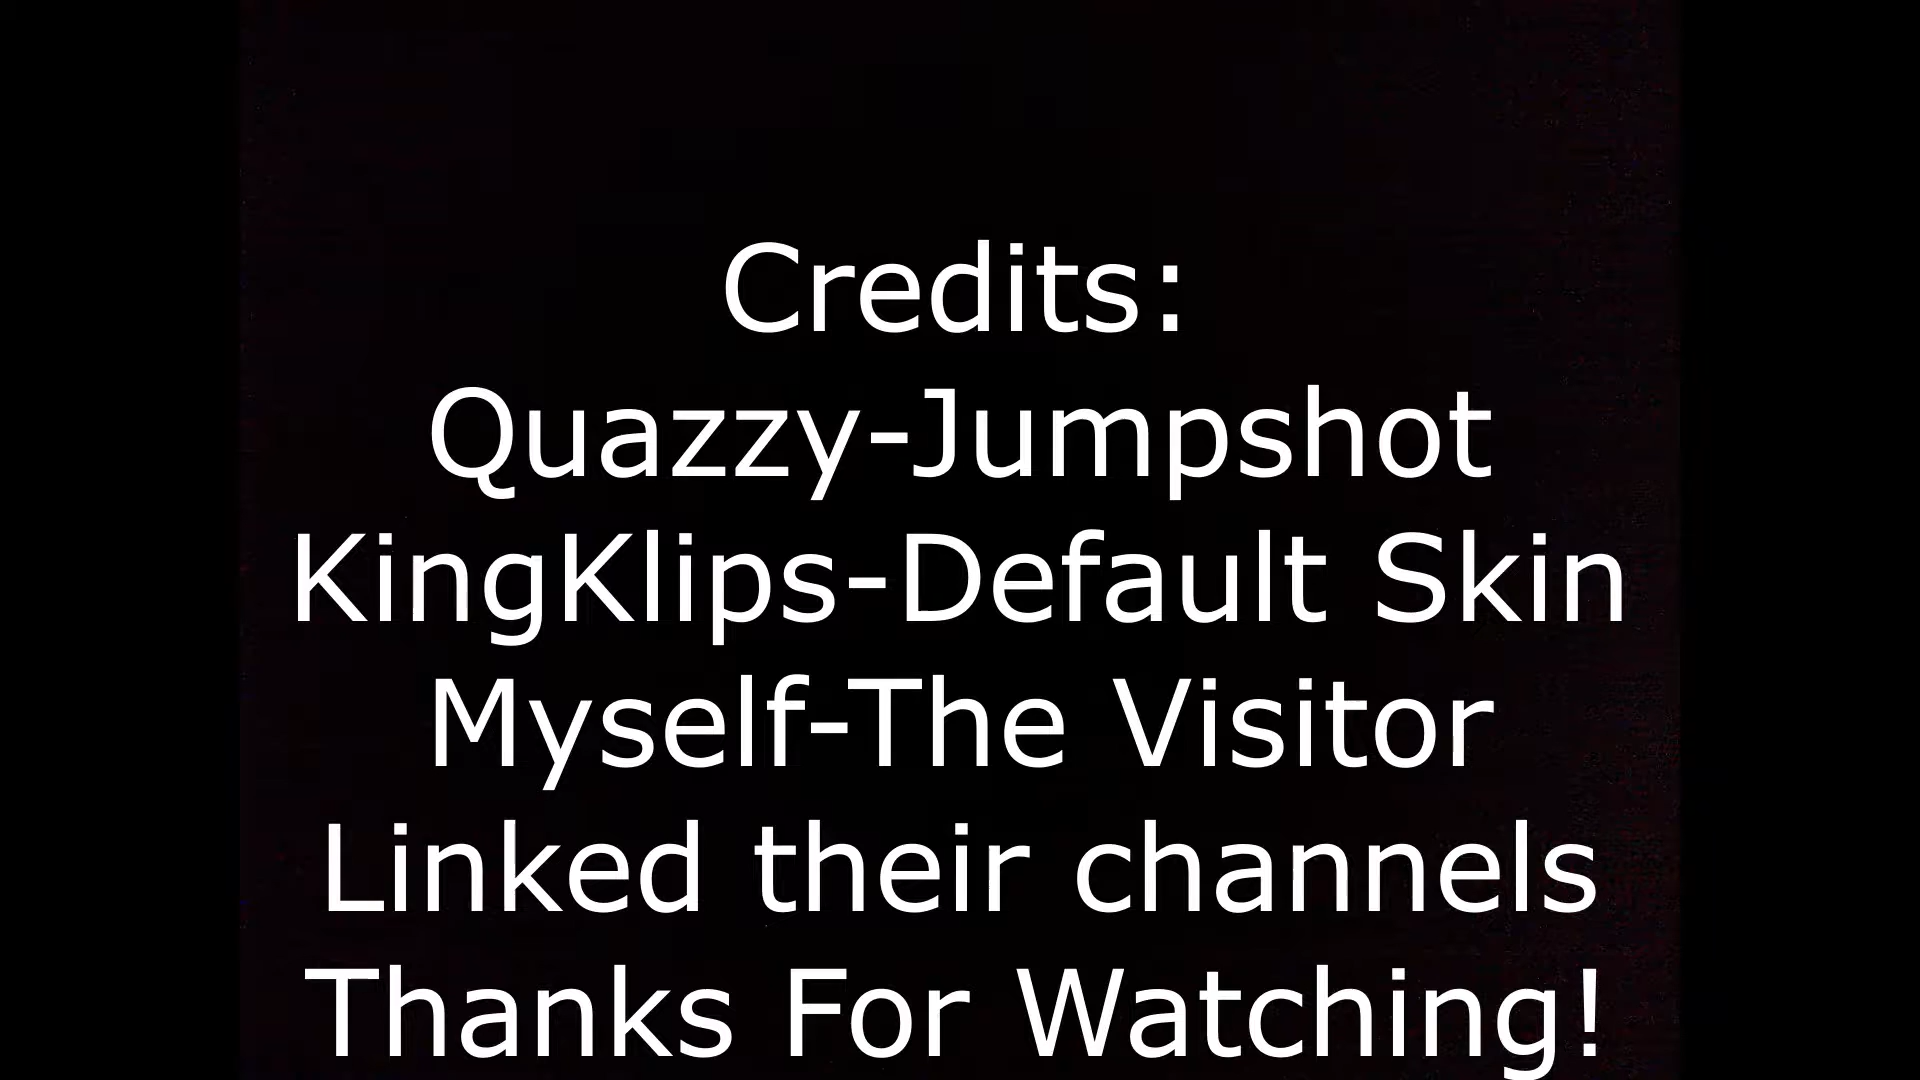 Credits:
Quazzy-Jumpshot
KingKlips-Default Skin
Myself-The Visitor
Linked their channels
Thanks For Watching!